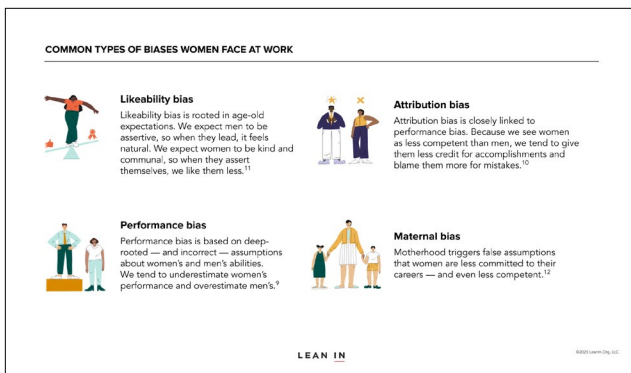 COMMON TYPES OF BIASES WOMEN FACE AT WORK
Likeability bias
Likeability bias is rooted in age-old
expectations. We expect men to be
assertive, so when they lead, it feels
natural. We expect women to be kind and
communal, so when they assert
themselves, we like them less.11
Attribution bias
Attribution bias is closely linked to
performance bias. Because we see women
as less competent than men, we tend to give
them less credit for accomplishments and
blame them more for mistakes.10
Performance bias
Performance bias is based on deep-
rooted — and incorrect — assumptions
about women's and men's abilities.
We tend to underestimate women's
performance and overestimate men's.9
Maternal bias
Motherhood triggers false assumptions
that women are less committed to their
careers — and even less competent.12
LEAN IN
©2025 LeanIn.Org, LLC